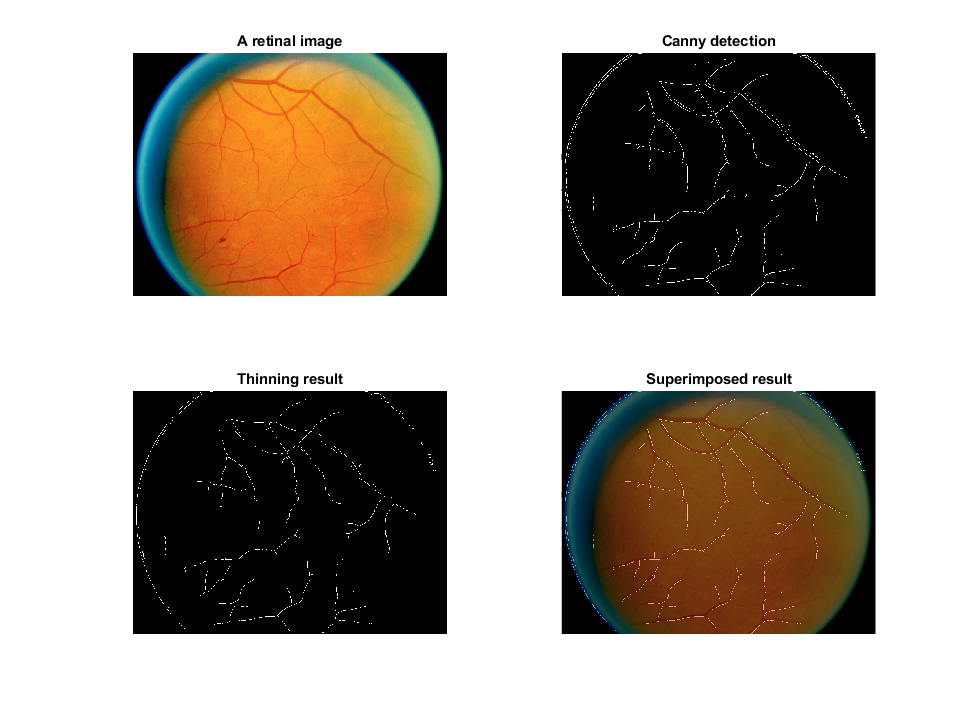 A retinal image
Canny detection
Thinning result
Superimposed result